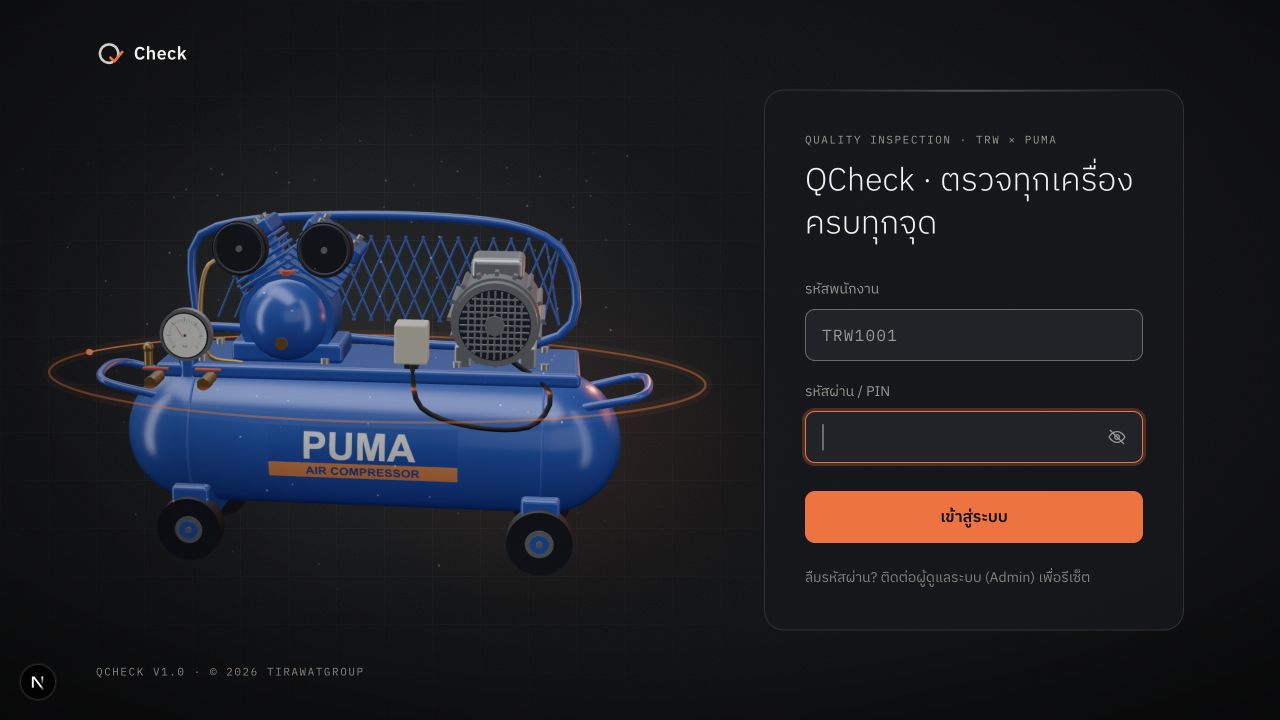 Check
QUALITY INSPECTION · TRW × PUMA
QCheck · ตรวจทุกเครื่อง
ครบทุกจุด
รหัสพนักงาน
TRW1001
รหัสผ่าน / PIN
เข้าสู่ระบบ
ลืมรหัสผ่าน? ติดต่อผู้ดูแลระบบ (Admin) เพื่อรีเซ็ต
PUMA
AIR COMPRESSOR
QCHECK V1.0 · © 2026 TIRAWATGROUP
N